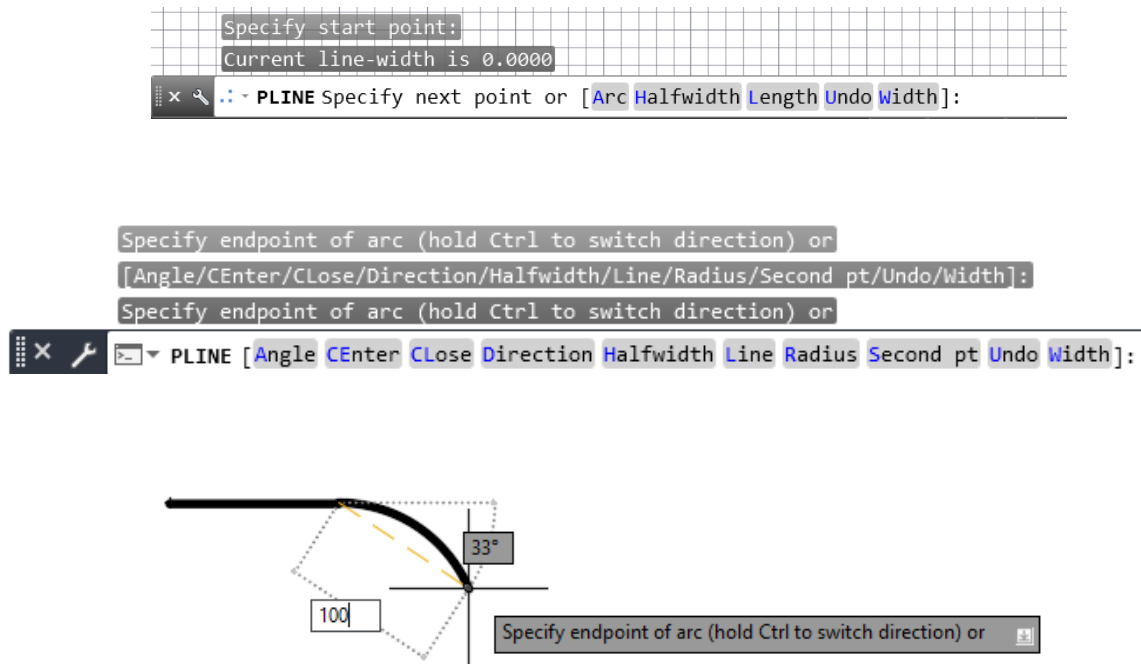 Specify start point:
Current line-width is 0.0000
PLINE Specify next point or [Arc Halfwidth Length Undo Width]:
Specify endpoint of arc (hold Ctrl to switch direction) or
[Angle/CEnter/CLose/Direction/Halfwidth/Line/Radius/Second pt/Undo/Width]:
Specify endpoint of arc (hold Ctrl to switch direction) or
PLINE [Angle CEnter CLose Direction Halfwidth Line Radius Second pt Undo Width]:
33°
100
Specify endpoint of arc (hold Ctrl to switch direction) or